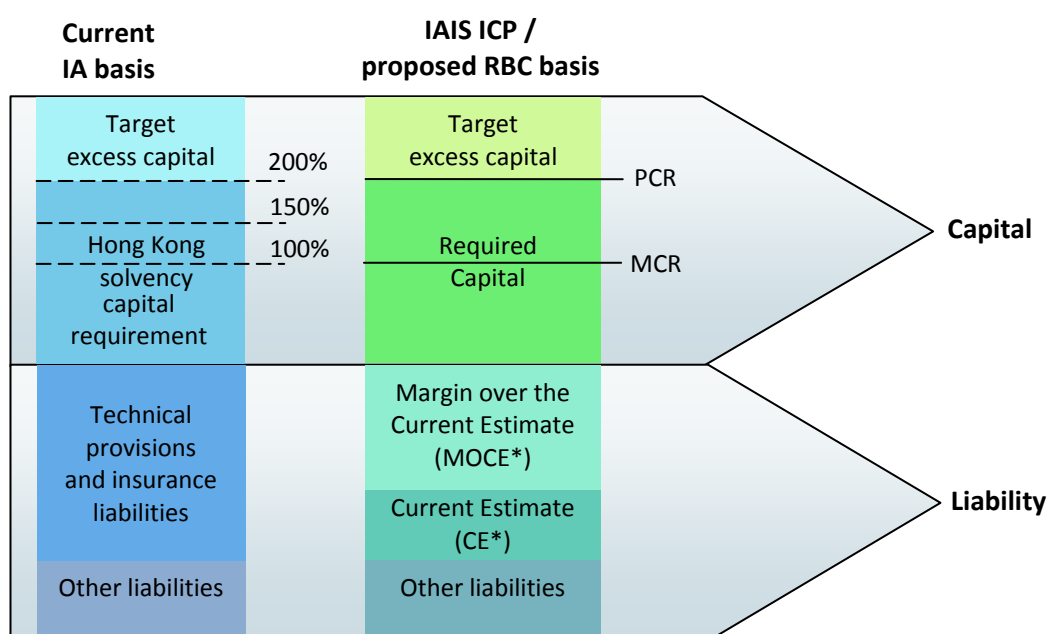 Current
IA basis
IAIS ICP /
proposed RBC basis
Target
excess capital
200%
150%
100%
Hong Kong
solvency
capital
requirement
Target
excess capital
PCR
Required
Capital
MCR
Capital
Technical
provisions
and insurance
liabilities
Other liabilities
Margin over the
Current Estimate
(MOCE*)
Current Estimate
(CE*)
Other liabilities
Liability